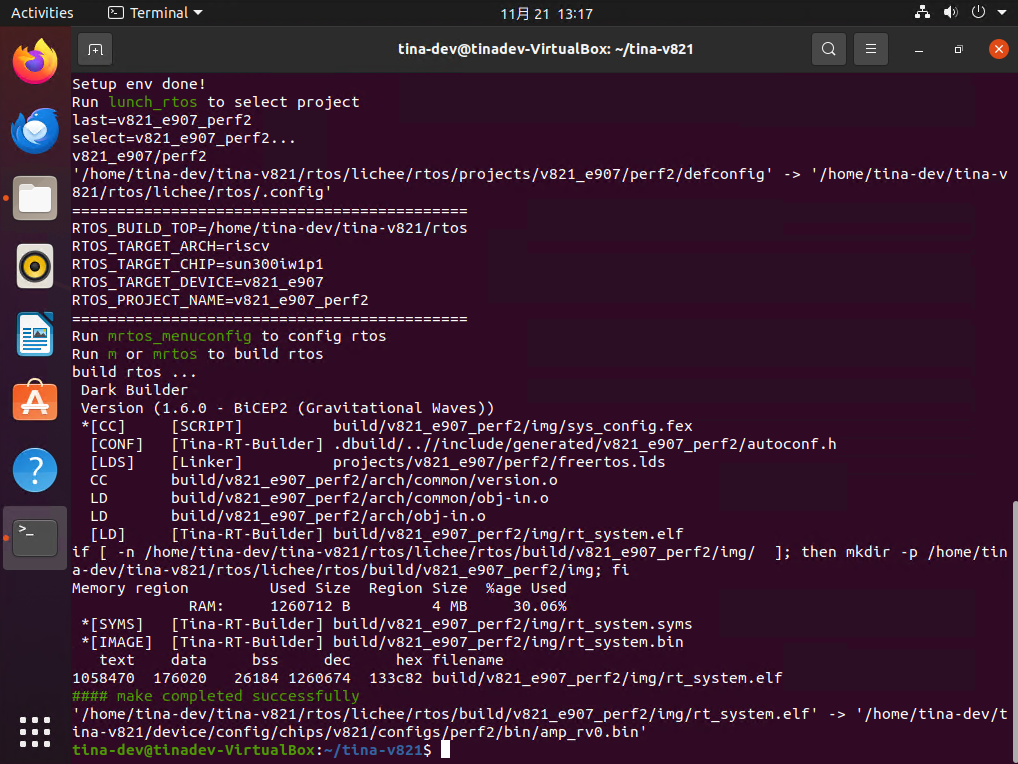 Activities
Terminal
11月 21 13:17
tina-dev@tinadev-VirtualBox: ~/tina-v821
Setup env done!
Run lunch_rtos to select project
last=v821_e907_perf2
select=v821_e907_perf2...
v821_e907/perf2
'/home/tina-dev/tina-v821/rtos/lichee/rtos/projects/v821_e907/perf2/defconfig' -> '/home/tina-dev/tina-v
821/rtos/lichee/rtos/.config'
============================================
RTOS_BUILD_TOP=/home/tina-dev/tina-v821/rtos
RTOS_TARGET_ARCH=riscv
RTOS_TARGET_CHIP=sun300iw1p1
RTOS_TARGET_DEVICE=v821_e907
RTOS_PROJECT_NAME=v821_e907_perf2
============================================
Run mrtos_menuconfig to config rtos
Run m or mrtos to build rtos
build rtos ...
 Dark Builder
 Version (1.6.0 - BiCEP2 (Gravitational Waves))
 *[CC]     [SCRIPT]          build/v821_e907_perf2/img/sys_config.fex
  [CONF]   [Tina-RT-Builder] .dbuild/..//include/generated/v821_e907_perf2/autoconf.h
  [LDS]    [Linker]          projects/v821_e907/perf2/freertos.lds
  CC       build/v821_e907_perf2/arch/common/version.o
  LD       build/v821_e907_perf2/arch/common/obj-in.o
  LD       build/v821_e907_perf2/arch/obj-in.o
  [LD]     [Tina-RT-Builder] build/v821_e907_perf2/img/rt_system.elf
if [ -n /home/tina-dev/tina-v821/rtos/lichee/rtos/build/v821_e907_perf2/img/  ]; then mkdir -p /home/tin
a-dev/tina-v821/rtos/lichee/rtos/build/v821_e907_perf2/img; fi
Memory region         Used Size  Region Size  %age Used
             RAM:     1260712 B         4 MB     30.06%
 *[SYMS]   [Tina-RT-Builder] build/v821_e907_perf2/img/rt_system.syms
 *[IMAGE]  [Tina-RT-Builder] build/v821_e907_perf2/img/rt_system.bin
   text    data     bss     dec     hex filename
1058470  176020   26184 1260674  133c82 build/v821_e907_perf2/img/rt_system.elf
#### make completed successfully
'/home/tina-dev/tina-v821/rtos/lichee/rtos/build/v821_e907_perf2/img/rt_system.elf' -> '/home/tina-dev/t
ina-v821/device/config/chips/v821/configs/perf2/bin/amp_rv0.bin'
tina-dev@tinadev-VirtualBox:~/tina-v821$